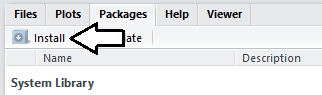 Files Plots Packages Help Viewer
Install ate
Name Description
System Library